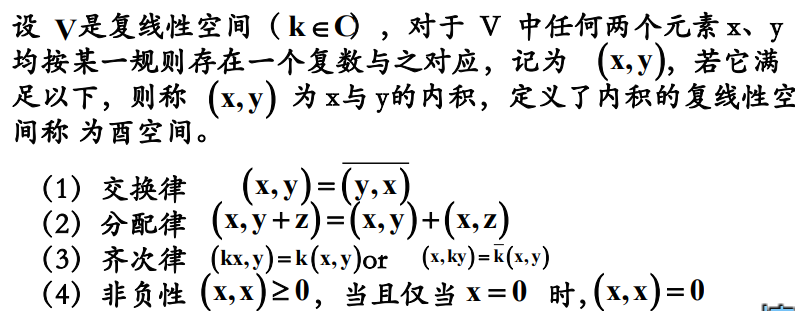 设 V是复线性空间（k∈C），对于 V 中任何两个元素 x、y
均按某一规则存在一个复数与之对应，记为 (x,y)，若它满
足以下，则称 (x,y) 为 x与 y的内积，定义了内积的复线性空
间称 为酉空间。
(1) 交换律 (x,y)=\overline{(y,x)}
(2) 分配律 (x,y+z)=(x,y)+(x,z)
(3) 齐次律 (kx,y)=k(x,y)or (x,ky)=\overline{k}(x,y)
(4) 非负性 (x,x)≥0，当且仅当 x=0 时,(x,x)=0